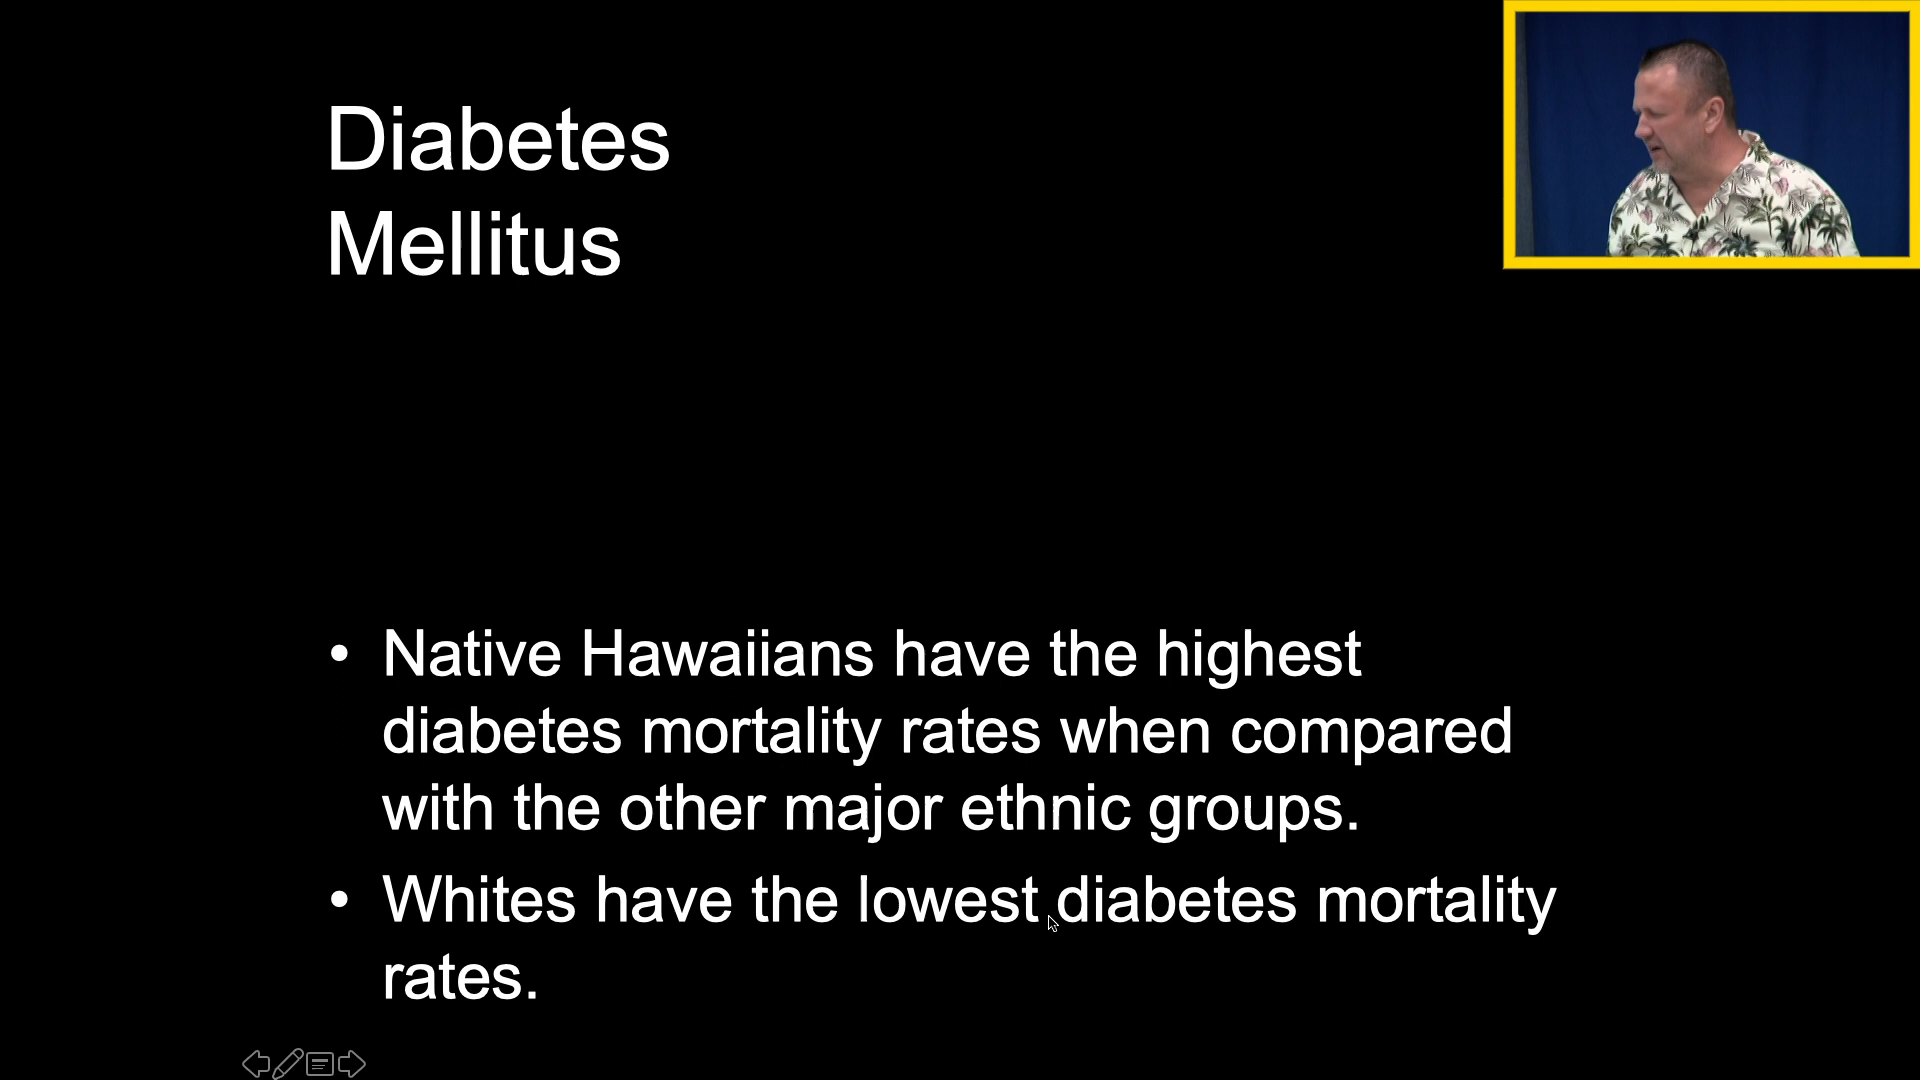 Diabetes
Mellitus
• Native Hawaiians have the highest
diabetes mortality rates when compared
with the other major ethnic groups.
• Whites have the lowest diabetes mortality
rates.